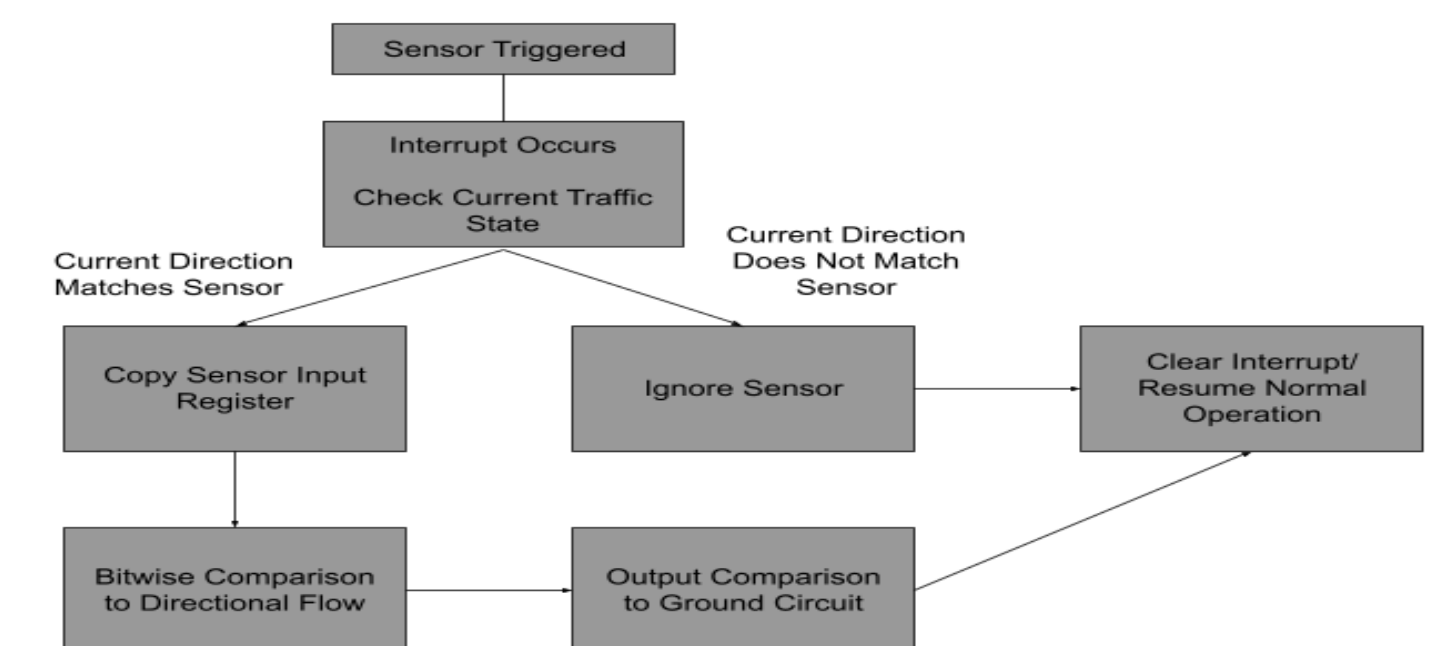 Sensor Triggered
Interrupt Occurs
Check Current Traffic
State
Current Direction
Matches Sensor
Current Direction
Does Not Match
Sensor
Copy Sensor Input
Register
Ignore Sensor
Clear Interrupt/
Resume Normal
Operation
Bitwise Comparison
to Directional Flow
Output Comparison
to Ground Circuit